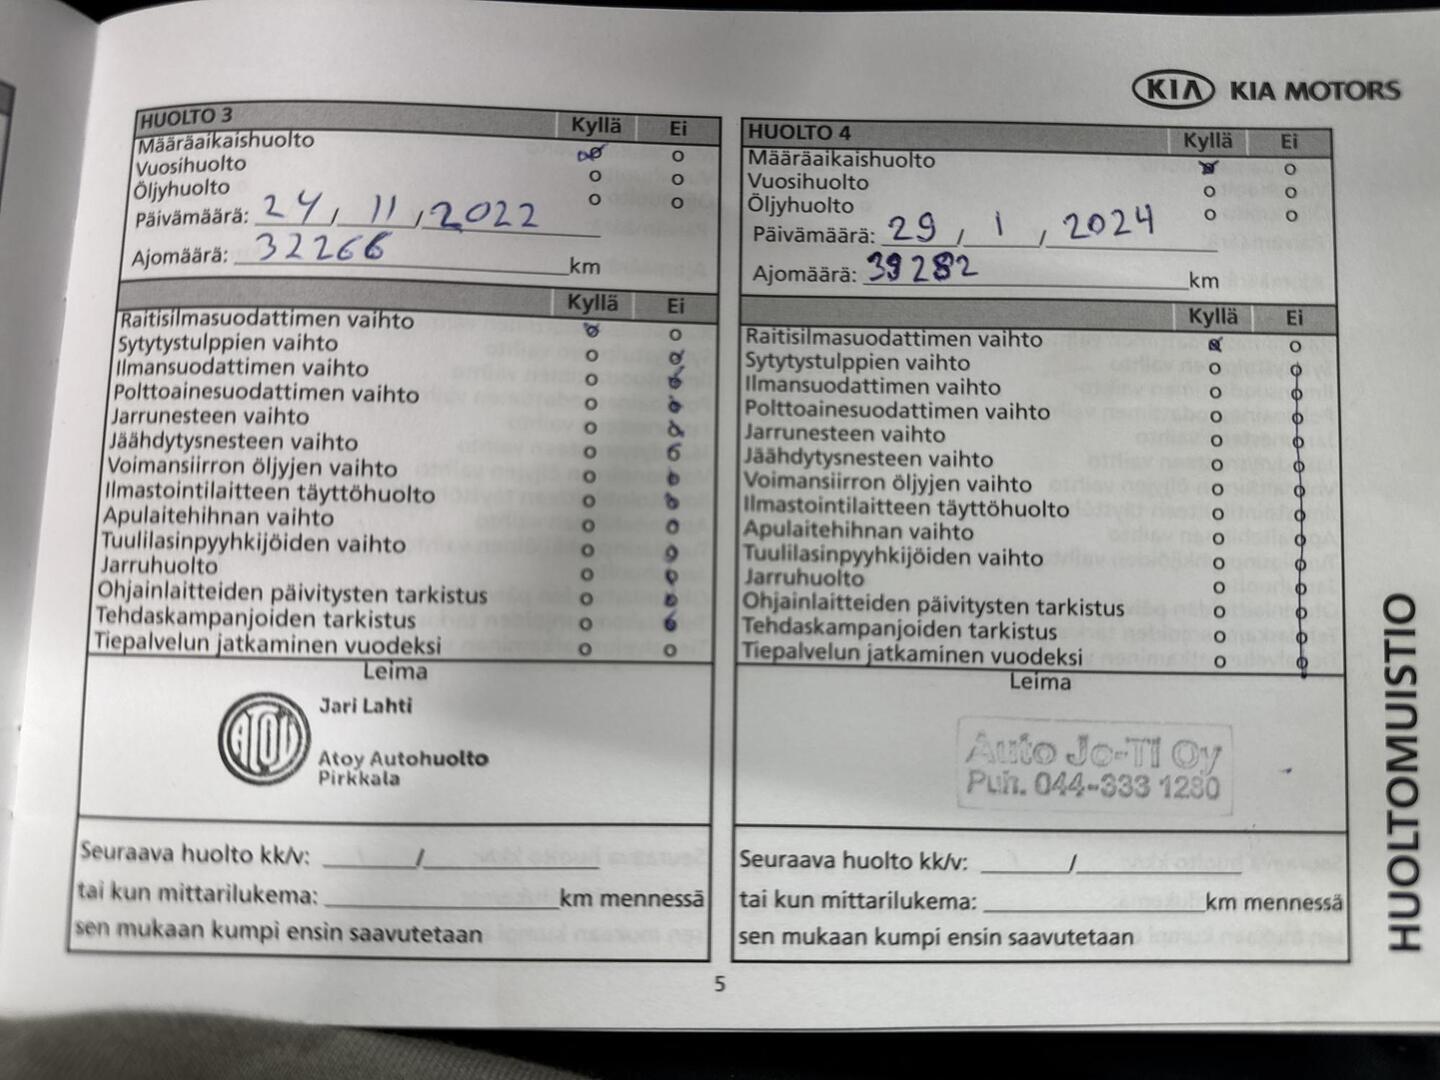 KIA KIA MOTORS
HUOLTO 3 Kyllä Ei
Määräaikaishuolto
Vuosihuolto
Öljyhuolto
Päivämäärä: 24 / 11 / 2022
Ajomäärä: 32266 km
Kyllä Ei
Raitisilmasuodattimen vaihto
Sytytystulppien vaihto
Ilmansuodattimen vaihto
Polttoainesuodattimen vaihto
Jarrunesteen vaihto
Jäähdytysnesteen vaihto
Voimansiirron öljyjen vaihto
Ilmastointilaitteen täyttöhuolto
Apulaitehihnan vaihto
Tuulilasinpyyhkijöiden vaihto
Jarruhuolto
Ohjainlaitteiden päivitysten tarkistus
Tehdaskampanjoiden tarkistus
Tiepalvelun jatkaminen vuodeksi
Leima
ATOY
Jari Lahti
Atoy Autohuolto
Pirkkala
Seuraava huolto kk/v: /
tai kun mittarilukema: km mennessä
sen mukaan kumpi ensin saavutetaan
HUOLTO 4 Kyllä Ei
Määräaikaishuolto
Vuosihuolto
Öljyhuolto
Päivämäärä: 29 / 1 / 2024
Ajomäärä: 39282 km
Kyllä Ei
Raitisilmasuodattimen vaihto
Sytytystulppien vaihto
Ilmansuodattimen vaihto
Polttoainesuodattimen vaihto
Jarrunesteen vaihto
Jäähdytysnesteen vaihto
Voimansiirron öljyjen vaihto
Ilmastointilaitteen täyttöhuolto
Apulaitehihnan vaihto
Tuulilasinpyyhkijöiden vaihto
Jarruhuolto
Ohjainlaitteiden päivitysten tarkistus
Tehdaskampanjoiden tarkistus
Tiepalvelun jatkaminen vuodeksi
Leima
Auto Jo-Ti Oy
Puh. 044-333 1280
Seuraava huolto kk/v: /
tai kun mittarilukema: km mennessä
sen mukaan kumpi ensin saavutetaan
HUOLTOMUISTIO
5